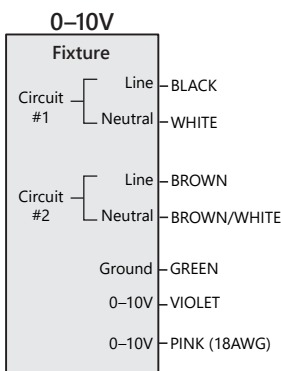 0–10V
Fixture
Circuit #1
Line – BLACK
Neutral – WHITE
Circuit #2
Line – BROWN
Neutral – BROWN/WHITE
Ground – GREEN
0–10V – VIOLET
0–10V – PINK (18AWG)